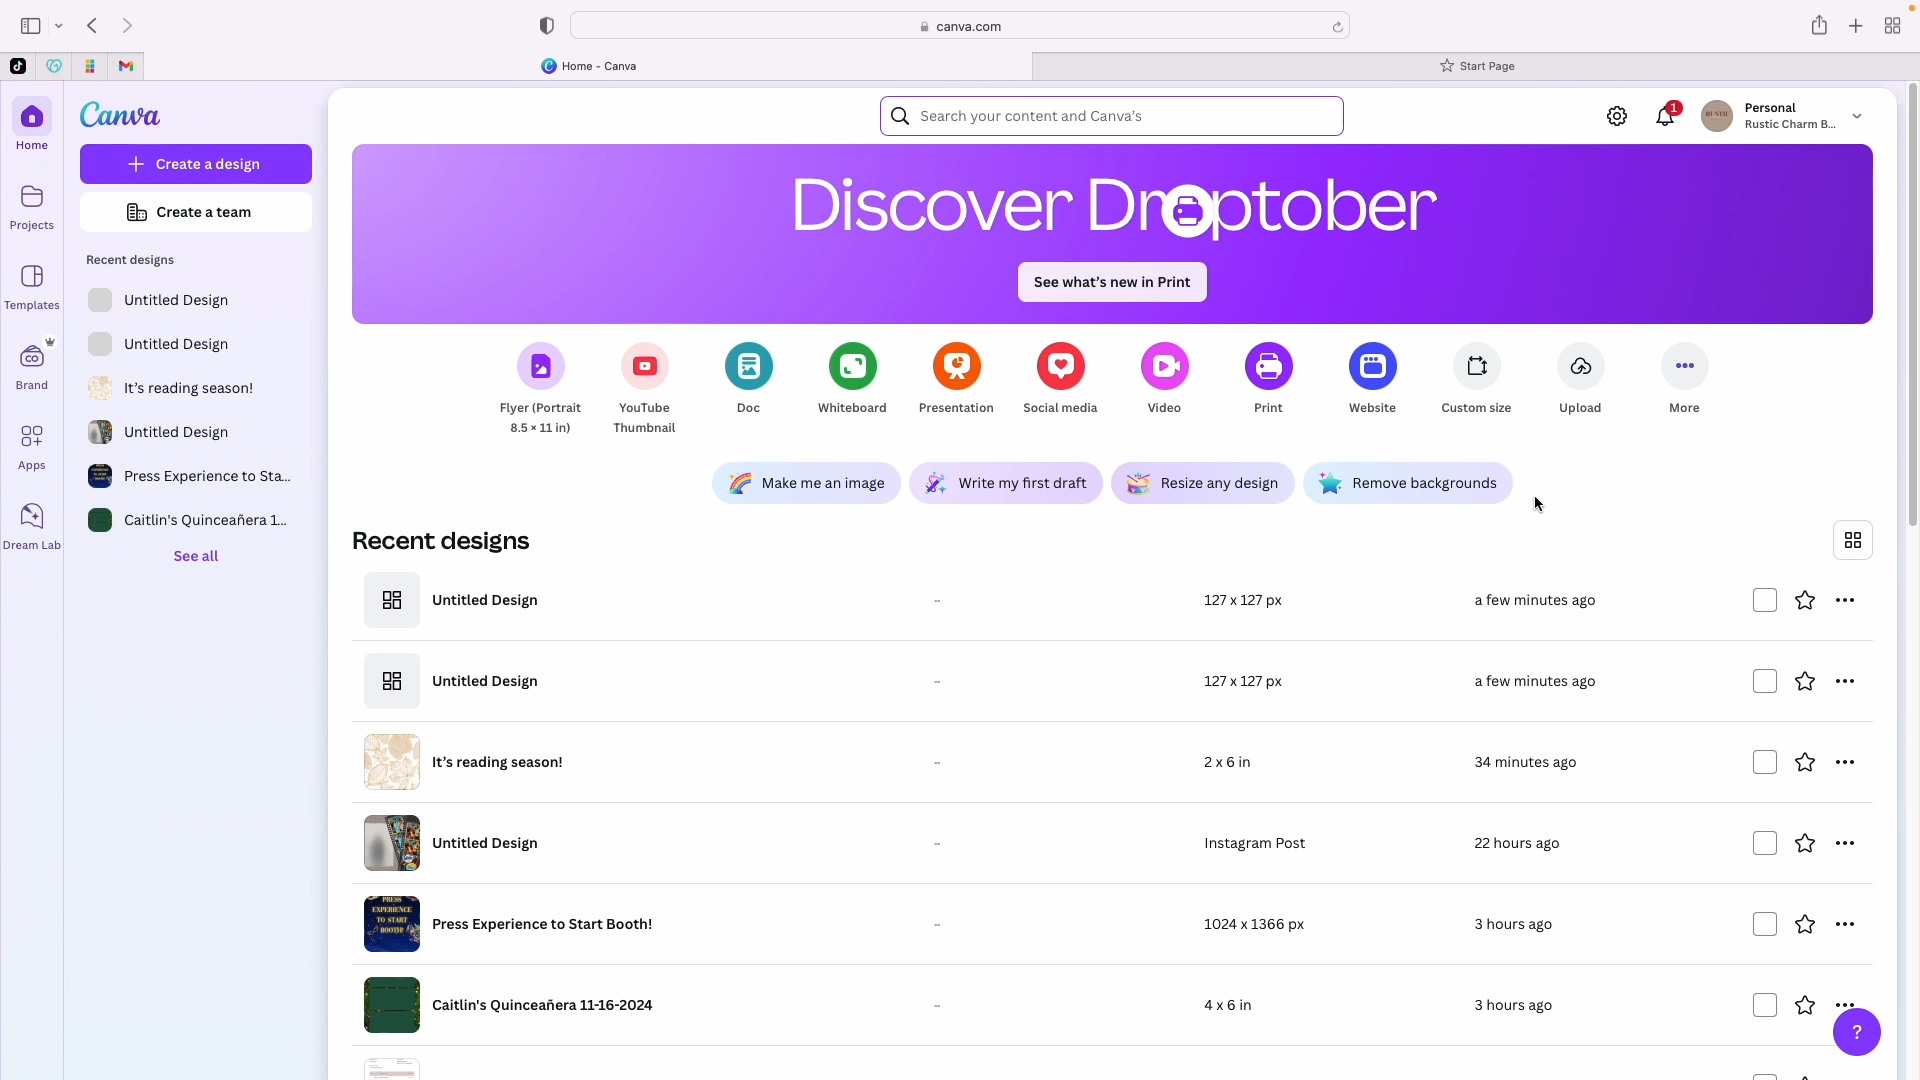 canva.com
Home - Canva
Start Page
Canva
Search your content and Canva's
1
RUSTIC
Personal
Rustic Charm B...
Home
Create a design
Create a team
Projects
Templates
Brand
Apps
Dream Lab
Recent designs
Untitled Design
Untitled Design
It's reading season!
Untitled Design
Press Experience to Sta...
Caitlin's Quinceañera 1...
See all
Discover Droptober
See what's new in Print
Flyer (Portrait
8.5 × 11 in)
YouTube
Thumbnail
Doc
Whiteboard
Presentation
Social media
Video
Print
Website
Custom size
Upload
More
Make me an image
Write my first draft
Resize any design
Remove backgrounds
Recent designs
Untitled Design -- 127 x 127 px a few minutes ago
Untitled Design -- 127 x 127 px a few minutes ago
It's reading season! -- 2 x 6 in 34 minutes ago
Untitled Design -- Instagram Post 22 hours ago
PRESS
EXPERIENCE
TO START
BOOTH!
Press Experience to Start Booth! -- 1024 x 1366 px 3 hours ago
Caitlin's Quinceañera 11-16-2024 -- 4 x 6 in 3 hours ago
?